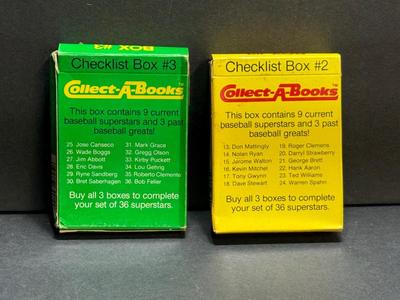 BOX #3
Checklist Box #3
Collect-A-Books
This box contains 9 current
baseball superstars and 3 past
baseball greats!
25. Jose Canseco
26. Wade Boggs
27. Jim Abbott
28. Eric Davis
29. Ryne Sandberg
30. Bret Saberhagen
31. Mark Grace
32. Gregg Olson
33. Kirby Puckett
34. Lou Gehrig
35. Roberto Clemente
36. Bob Feller
Buy all 3 boxes to complete
your set of 36 superstars.
Checklist Box #2
Collect-A-Books
This box contains 9 current
baseball superstars and 3 past
baseball greats!
13. Don Mattingly
14. Nolan Ryan
15. Jerome Walton
16. Kevin Mitchel
17. Tony Gwynn
18. Dave Stewart
19. Roger Clemens
20. Darryl Strawberry
21. George Brett
22. Hank Aaron
23. Ted Williams
24. Warren Spahn
Buy all 3 boxes to complete
your set of 36 superstars.